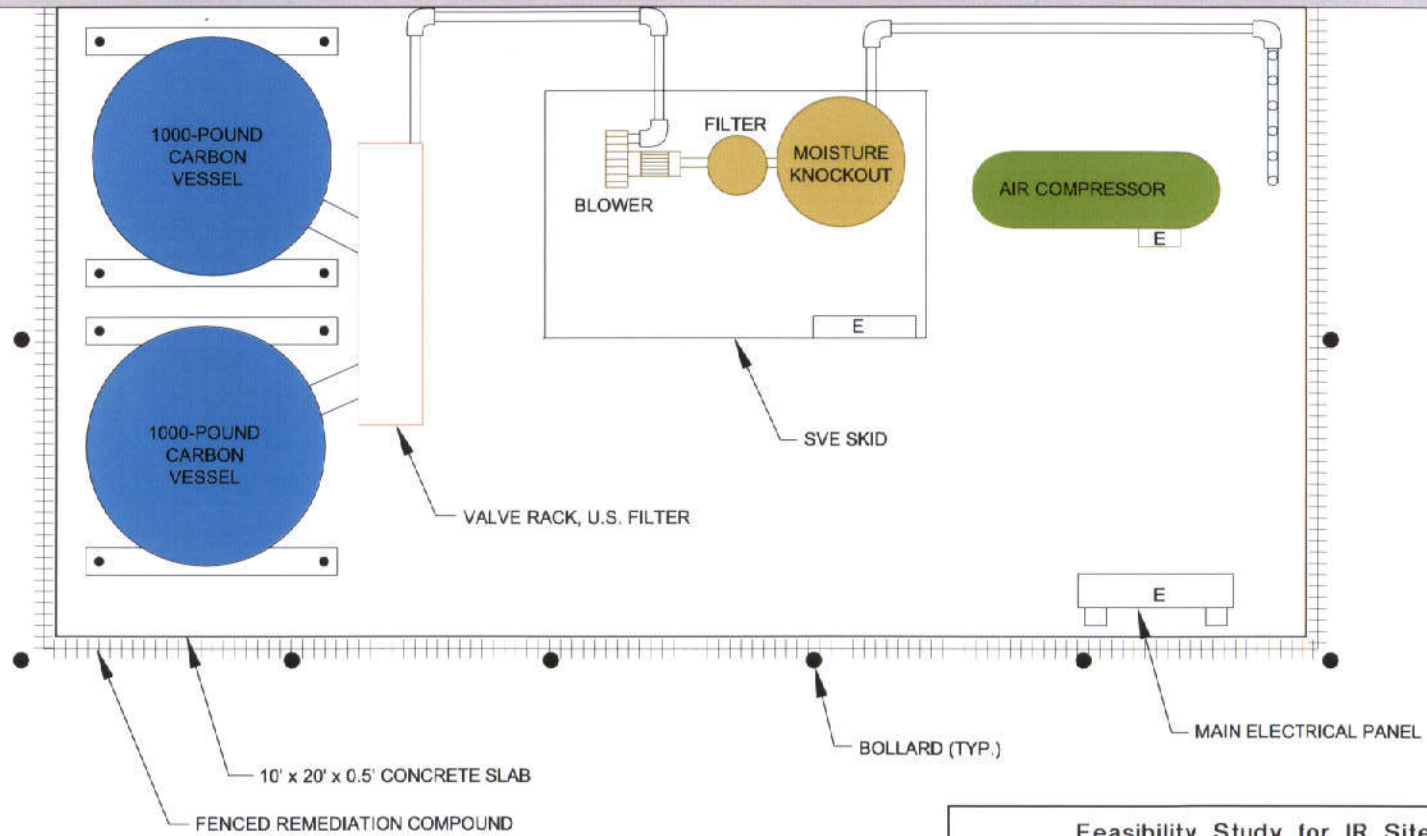 1000-POUND
CARBON
VESSEL
FILTER
MOISTURE
KNOCKOUT
BLOWER
AIR COMPRESSOR
E
E
SVE SKID
1000-POUND
CARBON
VESSEL
VALVE RACK, U.S. FILTER
E
MAIN ELECTRICAL PANEL
BOLLARD (TYP.)
10' x 20' x 0.5' CONCRETE SLAB
FENCED REMEDIATION COMPOUND
Feasibility Study for IR Site